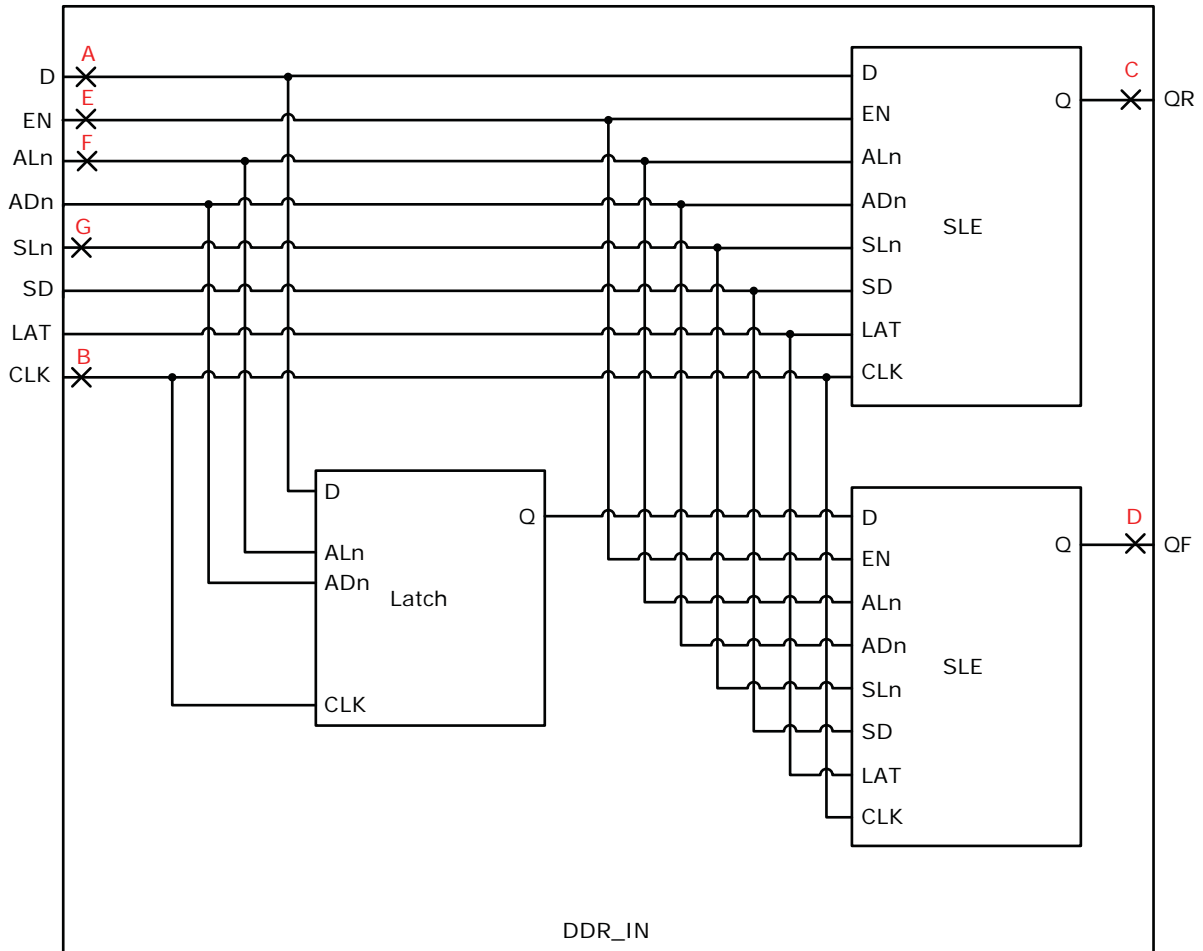 A
D
E
EN
F
ALn
ADn
G
SLn
SD
LAT
B
CLK
D
EN
ALn
ADn
SLn
SD
LAT
CLK
SLE
Q
C
QR
D
ALn
ADn
CLK
Latch
Q
D
EN
ALn
ADn
SLn
SD
LAT
CLK
SLE
Q
D
QF
DDR_IN